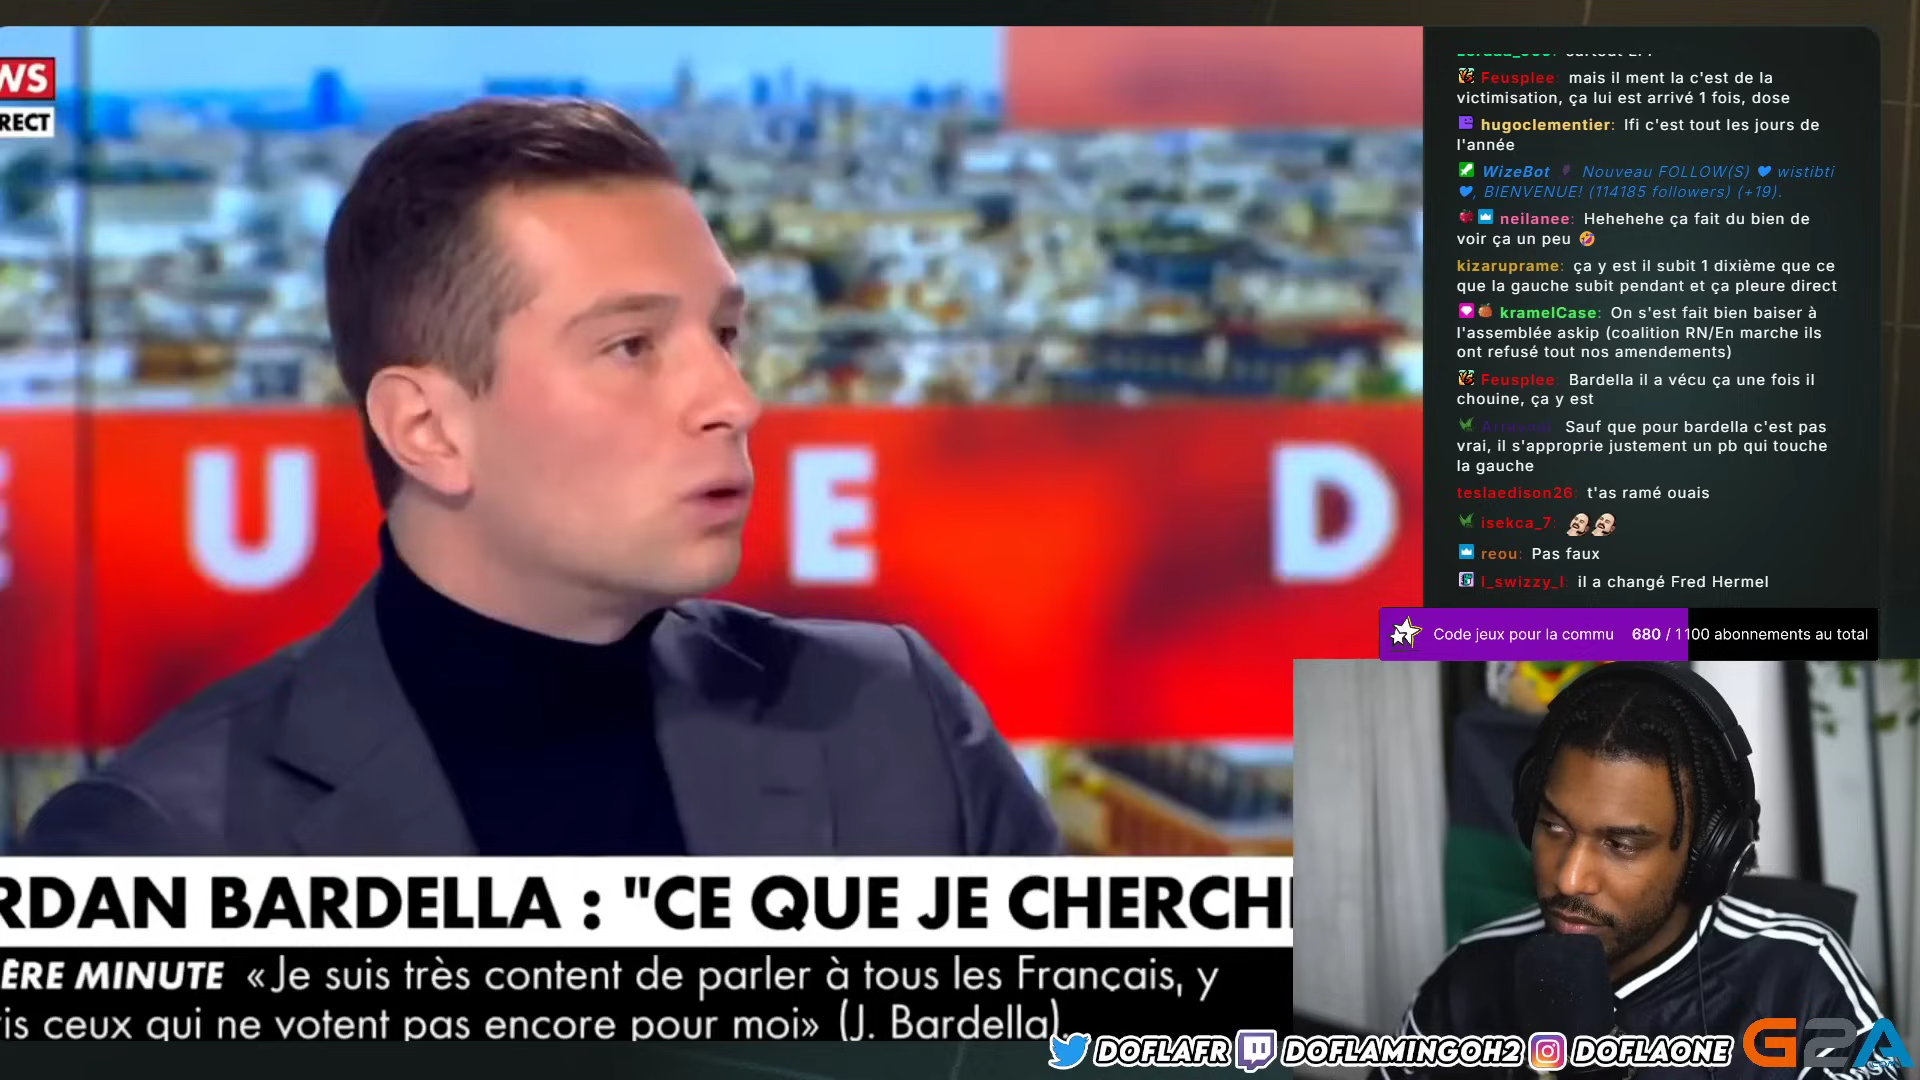 WS
RECT
U E D
RDAN BARDELLA : "CE QUE JE CHERCH
ÈRE MINUTE «Je suis très content de parler à tous les Français, y
is ceux qui ne votent pas encore pour moi» (J. Bardella)
Feusplee: mais il ment la c'est de la
victimisation, ça lui est arrivé 1 fois, dose
hugoclementier: lfi c'est tout les jours de
l'année
WizeBot Nouveau FOLLOW(S) wistibti
, BIENVENUE! (114185 followers) (+19).
neilanee: Hehehehe ça fait du bien de
voir ça un peu 🤣
kizaruprame: ça y est il subit 1 dixième que ce
que la gauche subit pendant et ça pleure direct
kramelCase: On s'est fait bien baiser à
l'assemblée askip (coalition RN/En marche ils
ont refusé tout nos amendements)
Feusplee: Bardella il a vécu ça une fois il
chouine, ça y est
Sauf que pour bardella c'est pas
vrai, il s'approprie justement un pb qui touche
la gauche
teslaedison26: t'as ramé ouais
isekca_7:
reou: Pas faux
l_swizzy_l: il a changé Fred Hermel
Code jeux pour la commu 680 / 1100 abonnements au total
DOFLAFR DOFLAMINGOH2 DOFLAONE G2A